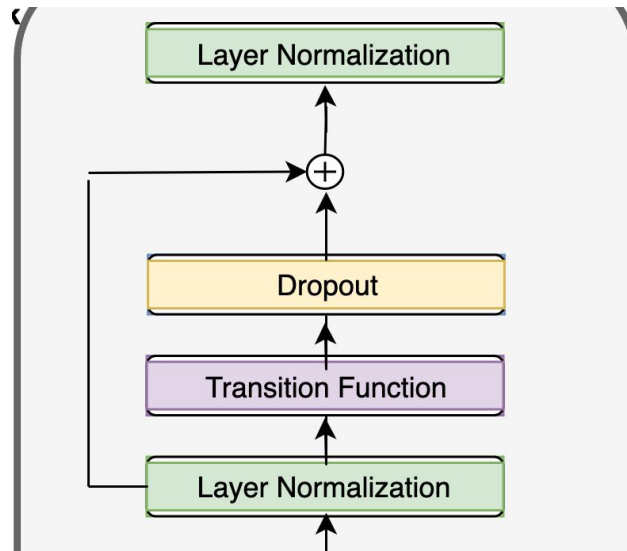 Layer Normalization
+
Dropout
Transition Function
Layer Normalization